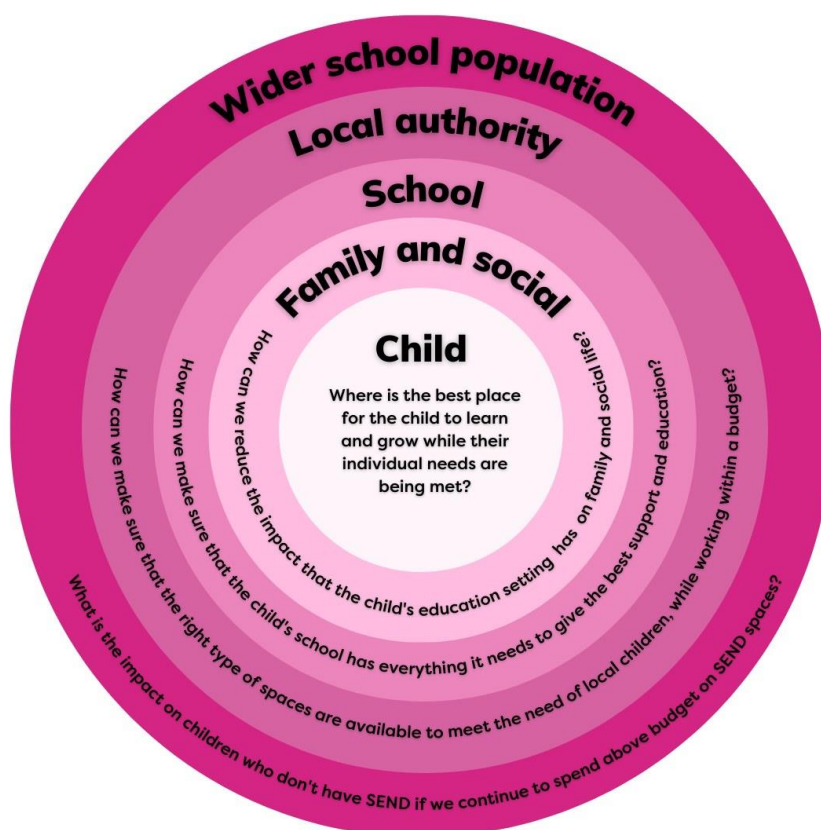 Wider school population
Local authority
School
Family and social
Child
Where is the best place
for the child to learn
and grow while their
individual needs are
being met?
How can we reduce the impact that the child's education setting has on family and social life?
How can we make sure that the child's school has everything it needs to give the best support and education?
How can we make sure that the right type of spaces are available to meet the need of local children, while working within a budget?
What is the impact on children who don't have SEND if we continue to spend above budget on SEND spaces?